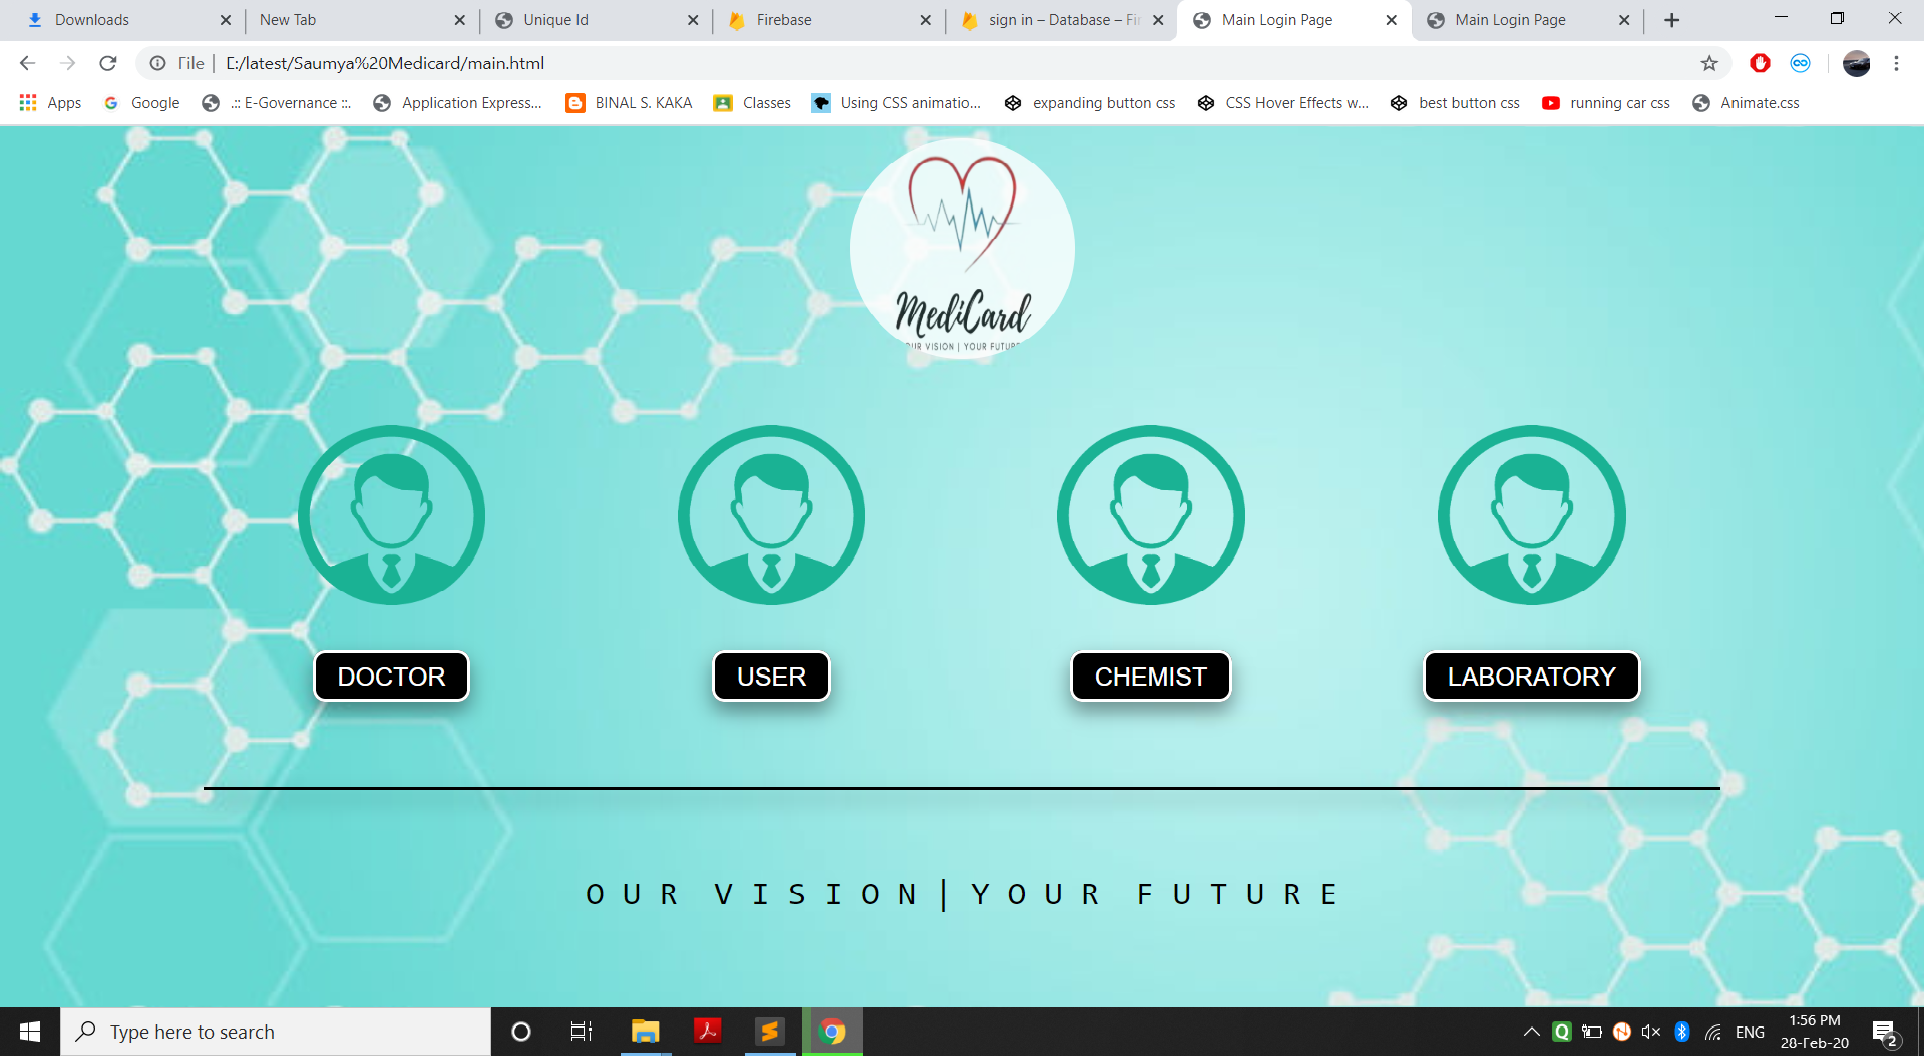 Downloads
New Tab
Unique Id
Firebase
sign in – Database – Fir
Main Login Page
Main Login Page
File | E:/latest/Saumya%20Medicard/main.html
Apps
Google
.:: E-Governance ::.
Application Express...
BINAL S. KAKA
Classes
Using CSS animatio...
expanding button css
CSS Hover Effects w...
best button css
running car css
Animate.css
MediCard
OUR VISION | YOUR FUTURE
DOCTOR
USER
CHEMIST
LABORATORY
OUR VISION|YOUR FUTURE
Type here to search
ENG
1:56 PM
28-Feb-20
2